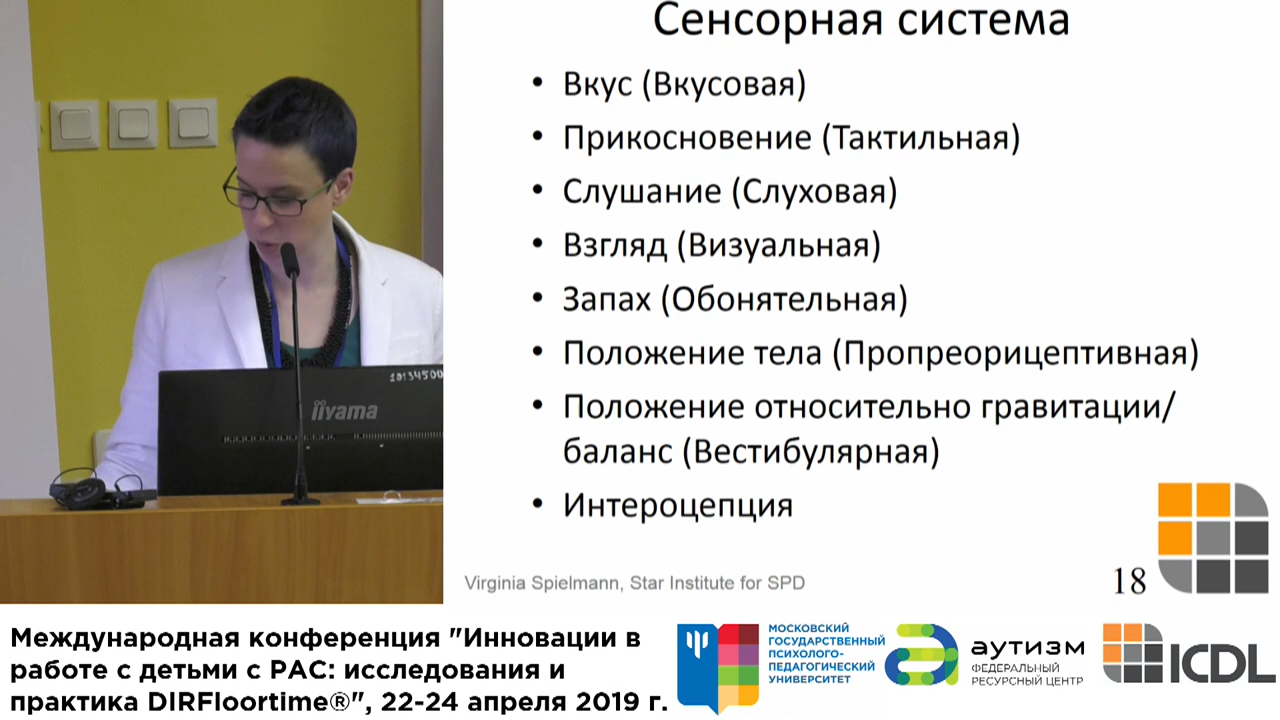 Сенсорная система
• Вкус (Вкусовая)
• Прикосновение (Тактильная)
• Слушание (Слуховая)
• Взгляд (Визуальная)
• Запах (Обонятельная)
• Положение тела (Пропреорицептивная)
• Положение относительно гравитации/
баланс (Вестибулярная)
• Интероцепция
Virginia Spielmann, Star Institute for SPD
18
10134500
iiyama
Международная конференция "Инновации в
работе с детьми с РАС: исследования и
практика DIRFloortime®", 22-24 апреля 2019 г.
МОСКОВСКИЙ
ГОСУДАРСТВЕННЫЙ
ПСИХОЛОГО-
ПЕДАГОГИЧЕСКИЙ
УНИВЕРСИТЕТ
аутизм
ФЕДЕРАЛЬНЫЙ
РЕСУРСНЫЙ ЦЕНТР
ICDL